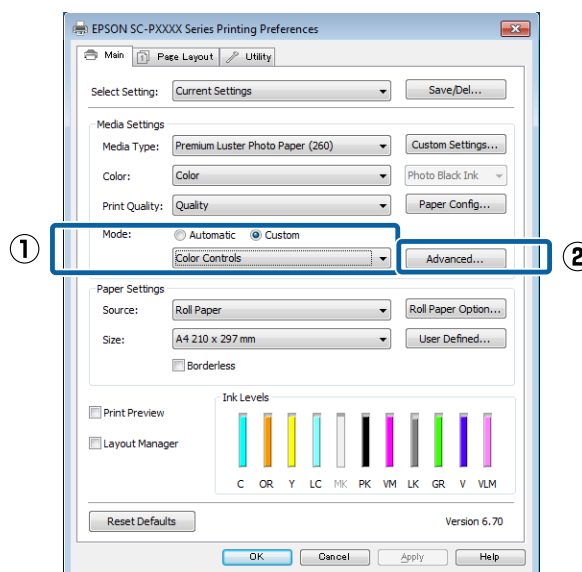 EPSON SC-PXXXX Series Printing Preferences
Main Page Layout Utility
Select Setting: Current Settings Save/Del...
Media Settings
Media Type: Premium Luster Photo Paper (260) Custom Settings...
Color: Color Photo Black Ink
Print Quality: Quality Paper Config...
① Mode: Automatic Custom
Color Controls Advanced... ②
Paper Settings
Source: Roll Paper Roll Paper Option...
Size: A4 210 x 297 mm User Defined...
Borderless
Ink Levels
Print Preview
Layout Manager
C OR Y LC MK PK VM LK GR V VLM
Reset Defaults Version 6.70
OK Cancel Apply Help